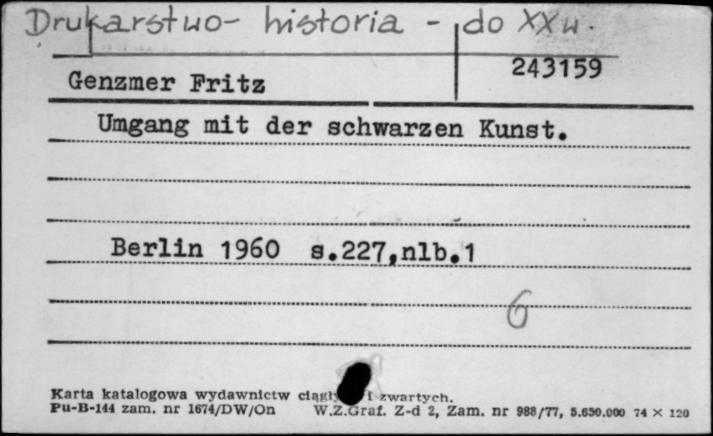 Drukarstwo - historia - do XX w.
243159
Genzmer Fritz
Umgang mit der schwarzen Kunst.
Berlin 1960 s.227,nlb.1
6
Karta katalogowa wydawnictw i zwartych.
Pu-B-144 zam. nr 1674/DW/On W.Z.Graf. Z-d 2, Zam. nr 988/77, 5.650.000 74 × 120